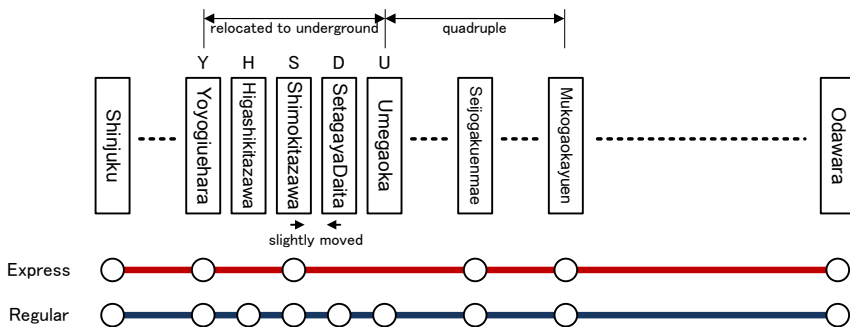 relocated to underground
quadruple
Y H S D U
Shinjuku
Yoyogiuehara
Higashikitazawa
Shimokitazawa
SetagayaDaita
Umegaoka
Seijogakuenmae
Mukogaokayuen
Odawara
slightly moved
Express
Regular